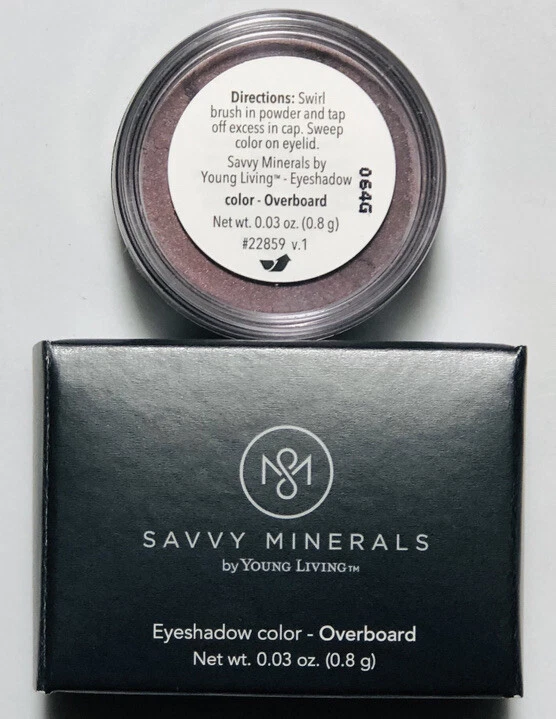 Directions: Swirl
brush in powder and tap
off excess in cap. Sweep
color on eyelid.
Savvy Minerals by
Young Living™ - Eyeshadow
color - Overboard
Net wt. 0.03 oz. (0.8 g)
#22859 v.1
064G
MSM
SAVVY MINERALS
by YOUNG LIVING™
Eyeshadow color - Overboard
Net wt. 0.03 oz. (0.8 g)